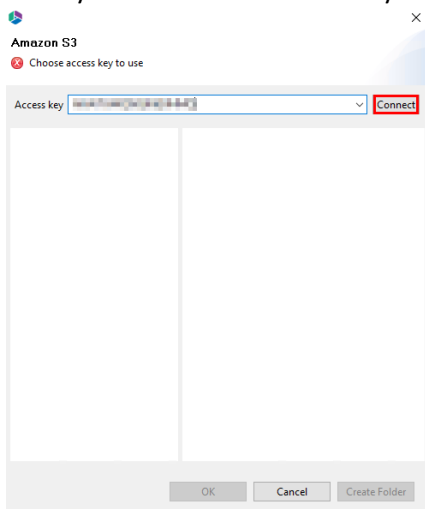 Amazon S3
Choose access key to use
Access key
Connect
OK Cancel Create Folder